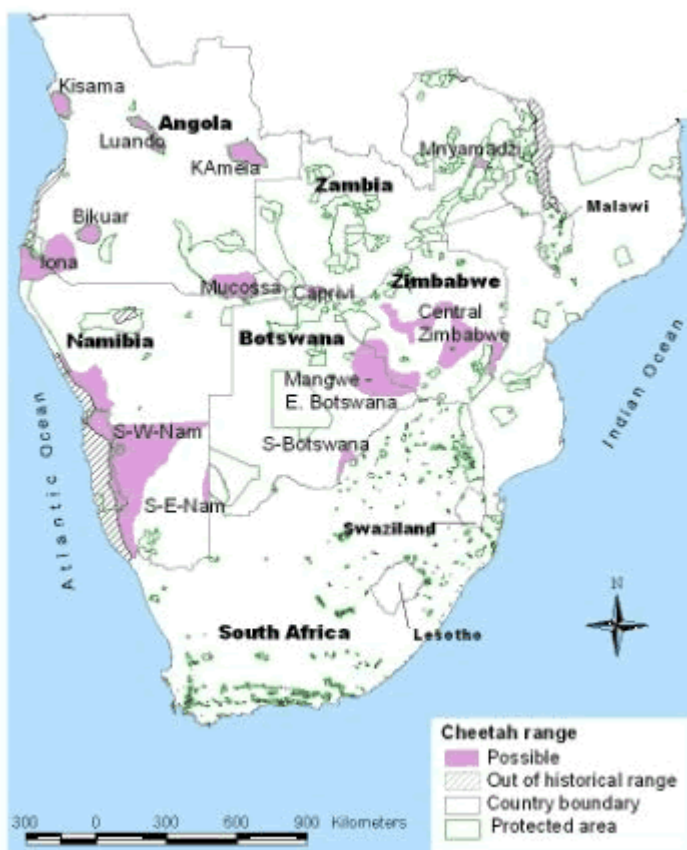 Kisama
Angola
Luando
KAmeia
Mnyamadzi
Zambia
Malawi
Bikuar
Iona
Mucossa
Caprivi
Zimbabwe
Central
Zimbabwe
Namibia
Botswana
Mangwe -
E. Botswana
S-W-Nam
S-Botswana
S-E-Nam
Swaziland
Atlantic Ocean
Indian Ocean
N
South Africa
Lesotho
Cheetah range
Possible
Out of historical range
Country boundary
Protected area
300 0 300 600 900 Kilometers